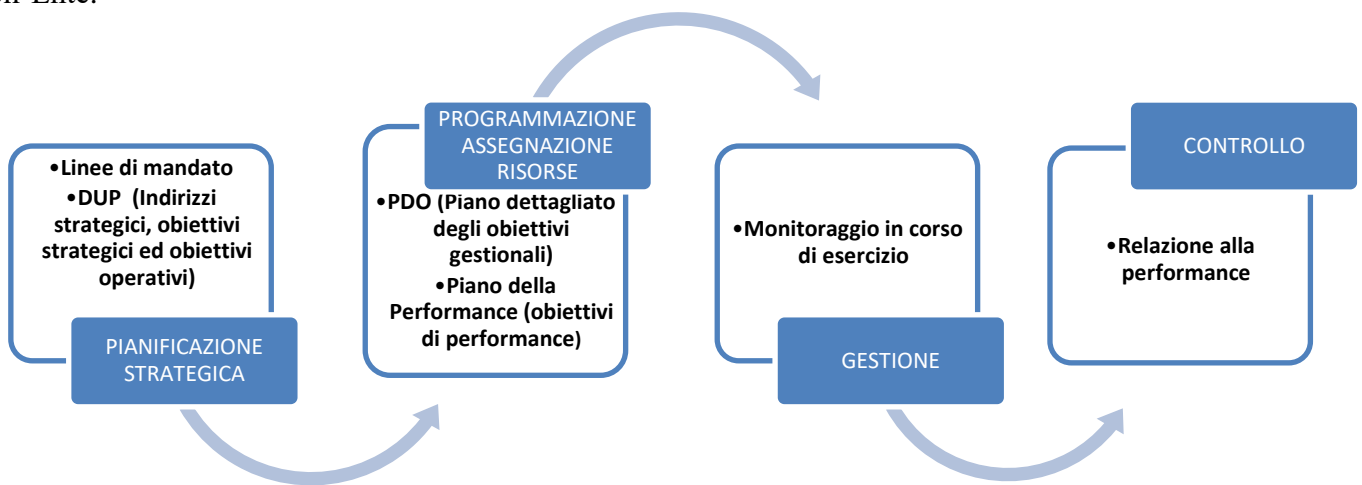 •Linee di mandato
•DUP (Indirizzi
strategici, obiettivi
strategici ed obiettivi
operativi)
PIANIFICAZIONE
STRATEGICA
PROGRAMMAZIONE
ASSEGNAZIONE
RISORSE
•PDO (Piano dettagliato
degli obiettivi
gestionali)
•Piano della
Performance (obiettivi
di performance)
•Monitoraggio in corso
di esercizio
GESTIONE
CONTROLLO
•Relazione alla
performance